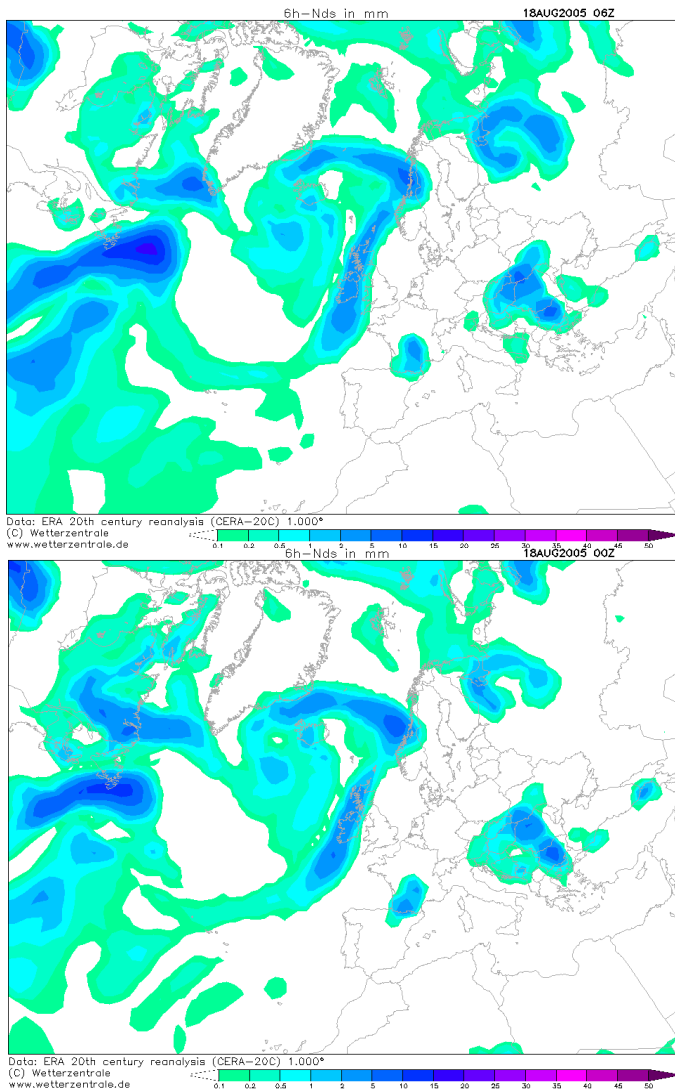 6h-Nds in mm 18AUG2005 06Z
Data: ERA 20th century reanalysis (CERA-20C) 1.000°
(C) Wetterzentrale
www.wetterzentrale.de
0.1 0.2 0.5 1 2 5 10 15 20 25 30 35 40 45 50
6h-Nds in mm 18AUG2005 00Z
Data: ERA 20th century reanalysis (CERA-20C) 1.000°
(C) Wetterzentrale
www.wetterzentrale.de
0.1 0.2 0.5 1 2 5 10 15 20 25 30 35 40 45 50